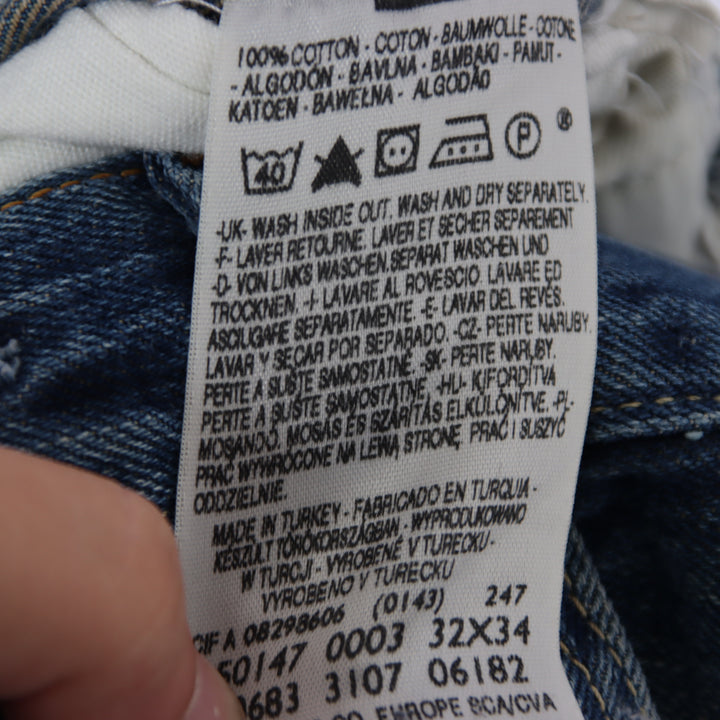 100% COTTON - COTON - BAUMWOLLE - COTONE
- ALGODÓN - BAVLNA - BAMBAKI - PAMUT -
KATOEN - BAWEŁNA - ALGODÃO
40 P ®
-UK- WASH INSIDE OUT. WASH AND DRY SEPARATELY.
-F- LAVER RETOURNE. LAVER ET SECHER SEPAREMENT
-D- VON LINKS WASCHEN.SEPARAT WASCHEN UND
TROCKNEN. -I- LAVARE AL ROVESCIO. LAVARE ED
ASCIUGARE SEPARATAMENTE -E- LAVAR DEL REVÉS.
LAVAR Y SECAR POR SEPARADO. -CZ- PERTE NARUBY.
PERTE A SUŠTE SAMOSTATNĚ -SK- PERTE NARUBY.
PERTE A SUŠTE SAMOSTATNE -HU- KIFORDÍTVA
MOSANDÓ. MOSÁS ÉS SZÁRÍTÁS ELKÜLÖNÍTVE. -PL-
PRAĆ WYWRÓCONE NA LEWĄ STRONĘ, PRAĆ I SUSZYĆ
ODDZIELNIE.
MADE IN TURKEY - FABRICADO EN TURQUIA -
KÉSZÜLT TÖRÖKORSZÁGBAN - WYPRODUKOWANO
W TURCJI - VYROBENÉ V TURECKU -
VYROBENO V TURECKU
CIF A 08298606 (0143) 247
50147 0003 32X34
0683 3107 06182
CO. EUROPE SCA/CVA